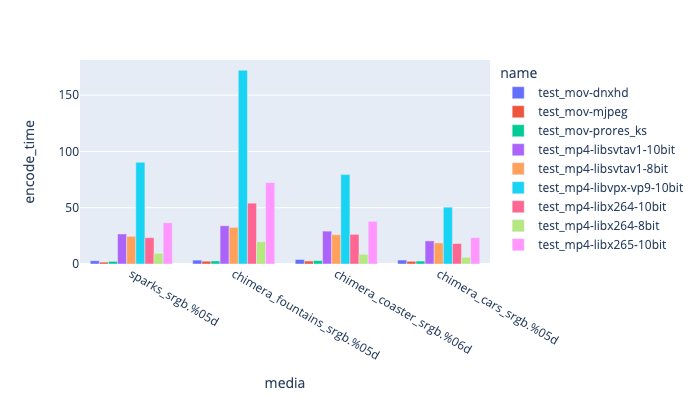 encode_time
150
100
50
0
sparks_srgb.%05d
chimera_fountains_srgb.%05d
chimera_coaster_srgb.%06d
chimera_cars_srgb.%05d
media
name
test_mov-dnxhd
test_mov-mjpeg
test_mov-prores_ks
test_mp4-libsvtav1-10bit
test_mp4-libsvtav1-8bit
test_mp4-libvpx-vp9-10bit
test_mp4-libx264-10bit
test_mp4-libx264-8bit
test_mp4-libx265-10bit